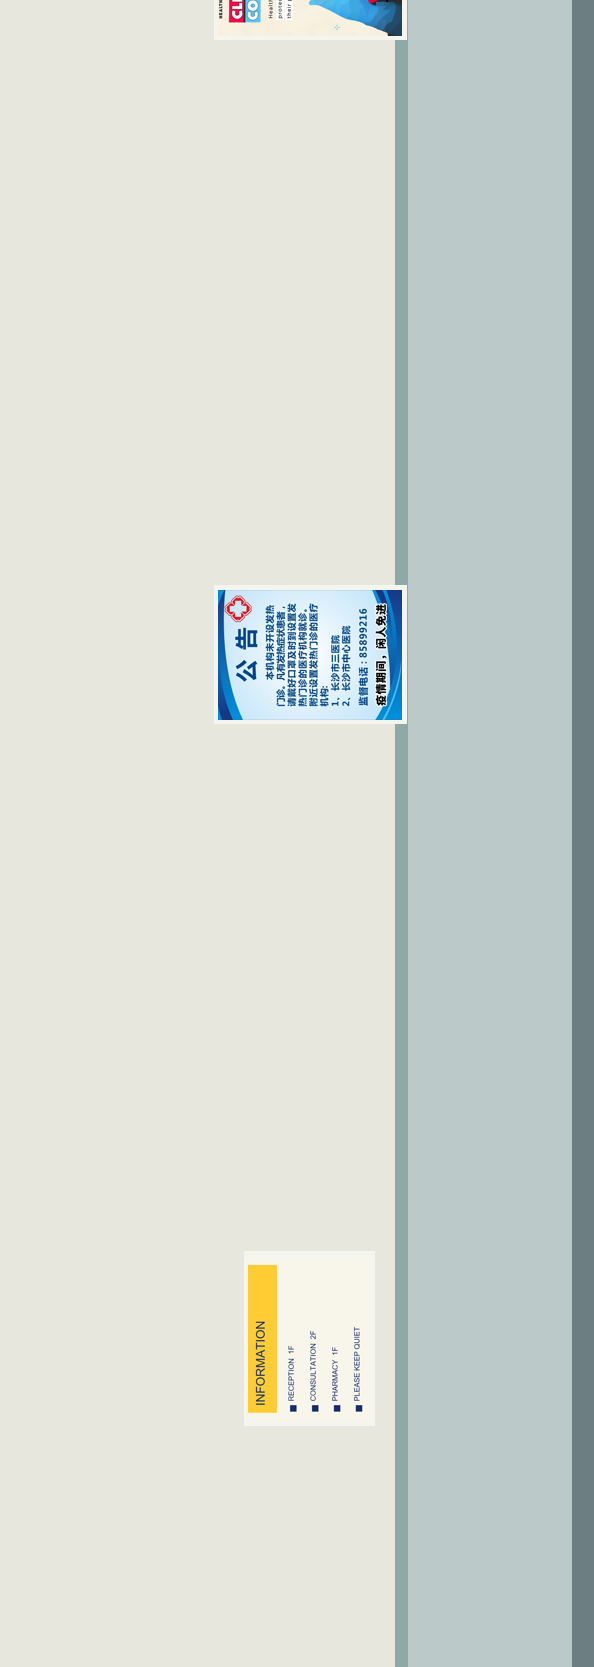 INFORMATION
RECEPTION 1F
CONSULTATION 2F
PHARMACY 1F
PLEASE KEEP QUIET
公告
本机构未开设发热
门诊。凡有发热症状患者，
请戴好口罩及时到设置发
热门诊的医疗机构就诊。
附近设置发热门诊的医疗
机构:
1、长沙市三医院
2、长沙市中心医院
监督电话：85899216
疫情期间，闲人免进